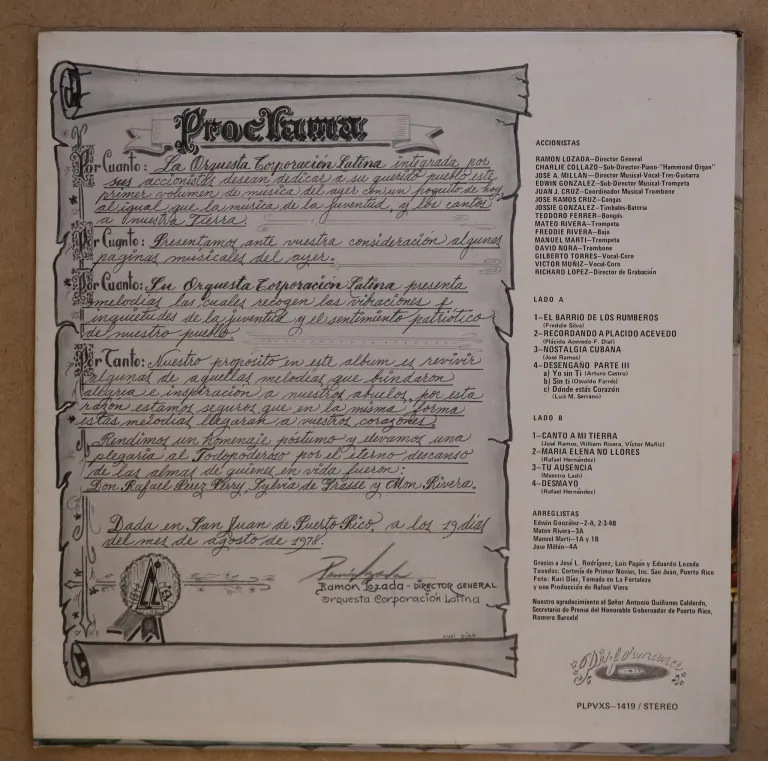 Proclama
Por Cuanto: La Orquesta Corporación Latina integrada por
sus accionistas desean dedicar a su querido pueblo este
primer volumen de musica del ayer con un poquito de hoy
al igual que la musica de la juventud, y los cantos
a nuestra Tierra.
Por Cuanto: Presentamos ante vuestra consideración algunas
paginas musicales del ayer.
Por Cuanto: Su Orquesta Corporación Latina presenta
melodías las cuales recogen las vibraciones e
inquietudes de la juventud y el sentimiento patriótico
de nuestro pueblo.
Por Tanto: Nuestro proposito en este album es revivir
algunas de aquellas melodías que brindaron
alegria e inspiración a nuestros abuelos, por esta
razón estamos seguros que en la misma forma
estas melodías llegaran a vuestros corazones.
Rendimos un homenaje postumo y elevamos una
plegaria al Todopoderoso por el eterno descanso
de las almas de quienes en vida fueron:
Don Rafael Perez Perry, Sylvia de Grasse y Mon Rivera.
Dada en San Juan de Puerto Rico, a los 19 días
del mes de agosto de 1978.
Ramón Lozada - DIRECTOR GENERAL
Orquesta Corporación Latina
ACCIONISTAS
RAMON LOZADA—Director General
CHARLIE COLLAZO—Sub-Director-Piano-"Hammond Organ"
JOSE A. MILLAN—Director Musical-Vocal-Tres-Guitarra
EDWIN GONZALEZ—Sub-Director Musical-Trompeta
JUAN J. CRUZ—Coordinador Musical Trombone
JOSE RAMOS CRUZ—Congas
JOSSIE GONZALEZ—Timbales-Batería
TEODORO FERRER—Bongós
MATEO RIVERA—Trompeta
FREDDIE RIVERA—Bajo
MANUEL MARTI—Trompeta
DAVID NORA—Trombone
GILBERTO TORRES—Vocal-Coro
VICTOR MUÑIZ—Vocal-Coro
RICHARD LOPEZ—Director de Grabación
LADO A
1—EL BARRIO DE LOS RUMBEROS
(Freddie Silva)
2—RECORDANDO A PLACIDO ACEVEDO
(Plácido Acevedo-F. Dial)
3—NOSTALGIA CUBANA
(José Ramos)
4—DESENGAÑO PARTE III
a) Yo sin Ti (Arturo Castro)
b) Sin ti (Osvaldo Farrés)
c) Dónde estás Corazón
(Luis M. Serrano)
LADO B
1—CANTO A MI TIERRA
(José Ramos, William Rivera, Víctor Muñiz)
2—MARIA ELENA NO LLORES
(Rafael Hernández)
3—TU AUSENCIA
(Maestro Ladi)
4—DESMAYO
(Rafael Hernández)
ARREGLISTAS
Edwin González—2-A, 2-3-4B
Mateo Rivera—3A
Manuel Martí—1A y 1B
José Millán—4A
Gracias a José L. Rodríguez, Luis Pagán y Eduardo Lozada
Tuxedos: Cortesía de Primor Novias, Inc. San Juan, Puerto Rico
Foto: Kuri Díaz, Tomada en La Fortaleza
y una Producción de Rafael Viera
Nuestro agradecimiento al Señor Antonio Quiñones Calderón,
Secretario de Prensa del Honorable Gobernador de Puerto Rico,
Romero Barceló
PLPVXS—1419 / STEREO